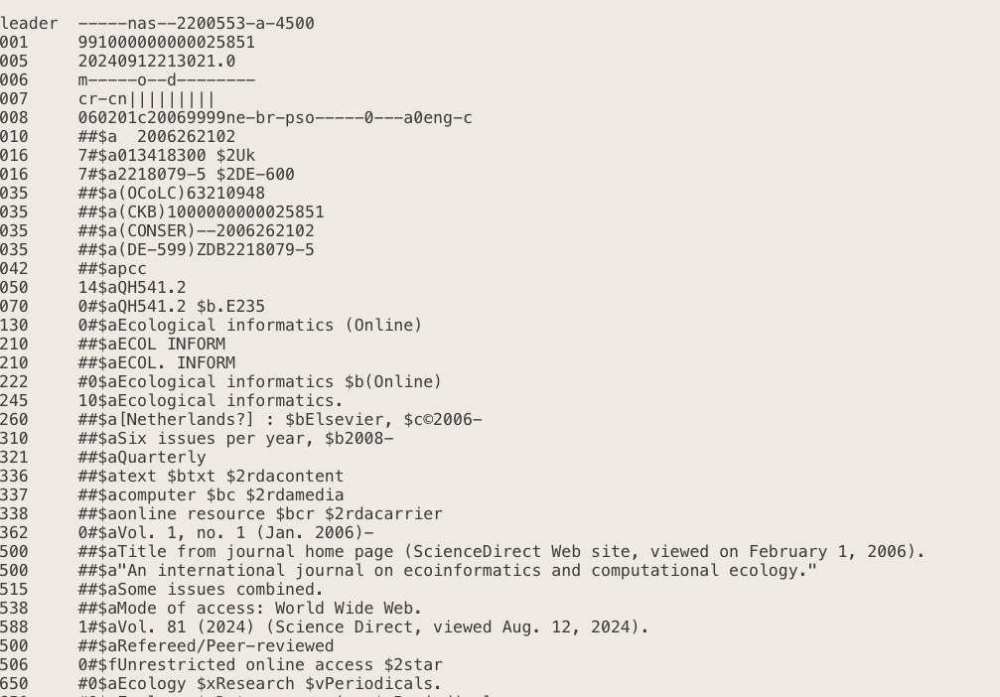 leader -----nas--2200553-a-4500
001 991000000000025851
005 20240912213021.0
006 m-----o--d--------
007 cr-cn|||||||||
008 060201c20069999ne-br-pso-----0---a0eng-c
010 ##$a  2006262102
016 7#$a013418300 $2Uk
016 7#$a2218079-5 $2DE-600
035 ##$a(OCoLC)63210948
035 ##$a(CKB)1000000000025851
035 ##$a(CONSER)--2006262102
035 ##$a(DE-599)ZDB2218079-5
042 ##$apcc
050 14$aQH541.2
070 0#$aQH541.2 $b.E235
130 0#$aEcological informatics (Online)
210 ##$aECOL INFORM
210 ##$aECOL. INFORM
222 #0$aEcological informatics $b(Online)
245 10$aEcological informatics.
260 ##$a[Netherlands?] : $bElsevier, $c©2006-
310 ##$aSix issues per year, $b2008-
321 ##$aQuarterly
336 ##$atext $btxt $2rdacontent
337 ##$acomputer $bc $2rdamedia
338 ##$aonline resource $bcr $2rdacarrier
362 0#$aVol. 1, no. 1 (Jan. 2006)-
500 ##$aTitle from journal home page (ScienceDirect Web site, viewed on February 1, 2006).
500 ##$a"An international journal on ecoinformatics and computational ecology."
515 ##$aSome issues combined.
538 ##$aMode of access: World Wide Web.
588 1#$aVol. 81 (2024) (Science Direct, viewed Aug. 12, 2024).
500 ##$aRefereed/Peer-reviewed
506 0#$fUnrestricted online access $2star
650 #0$aEcology $xResearch $vPeriodicals.